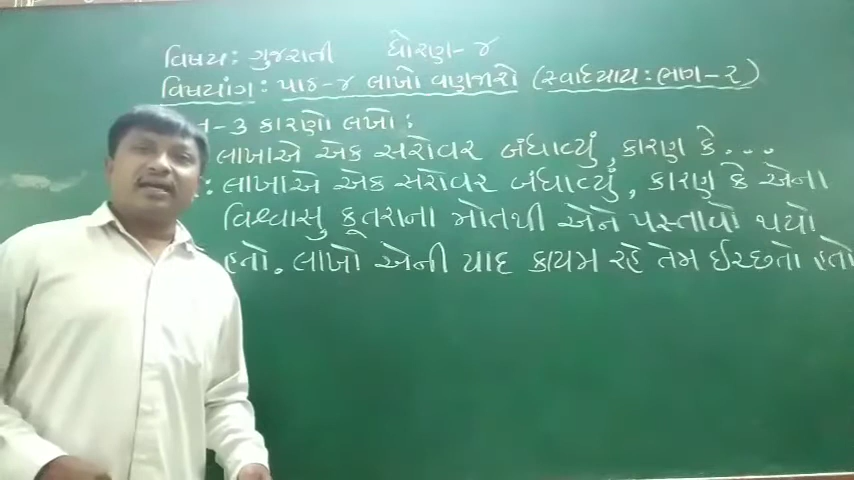 વિષય: ગુજરાતી ધોરણ-૪
વિષયાંગ: પાઠ-૪ લાખો વણજારો (સ્વાધ્યાય: ભાગ-૨)
-૩ કારણો લખો:
લાખાએ એક સરોવર બંધાવ્યું, કારણ કે...
: લાખાએ એક સરોવર બંધાવ્યું, કારણ કે એના
વિશ્વાસુ કૂતરાના મોતથી એને પસ્તાવો થયો
હતો. લાખો એની યાદ કાયમ રહે તેમ ઈચ્છતો હતો